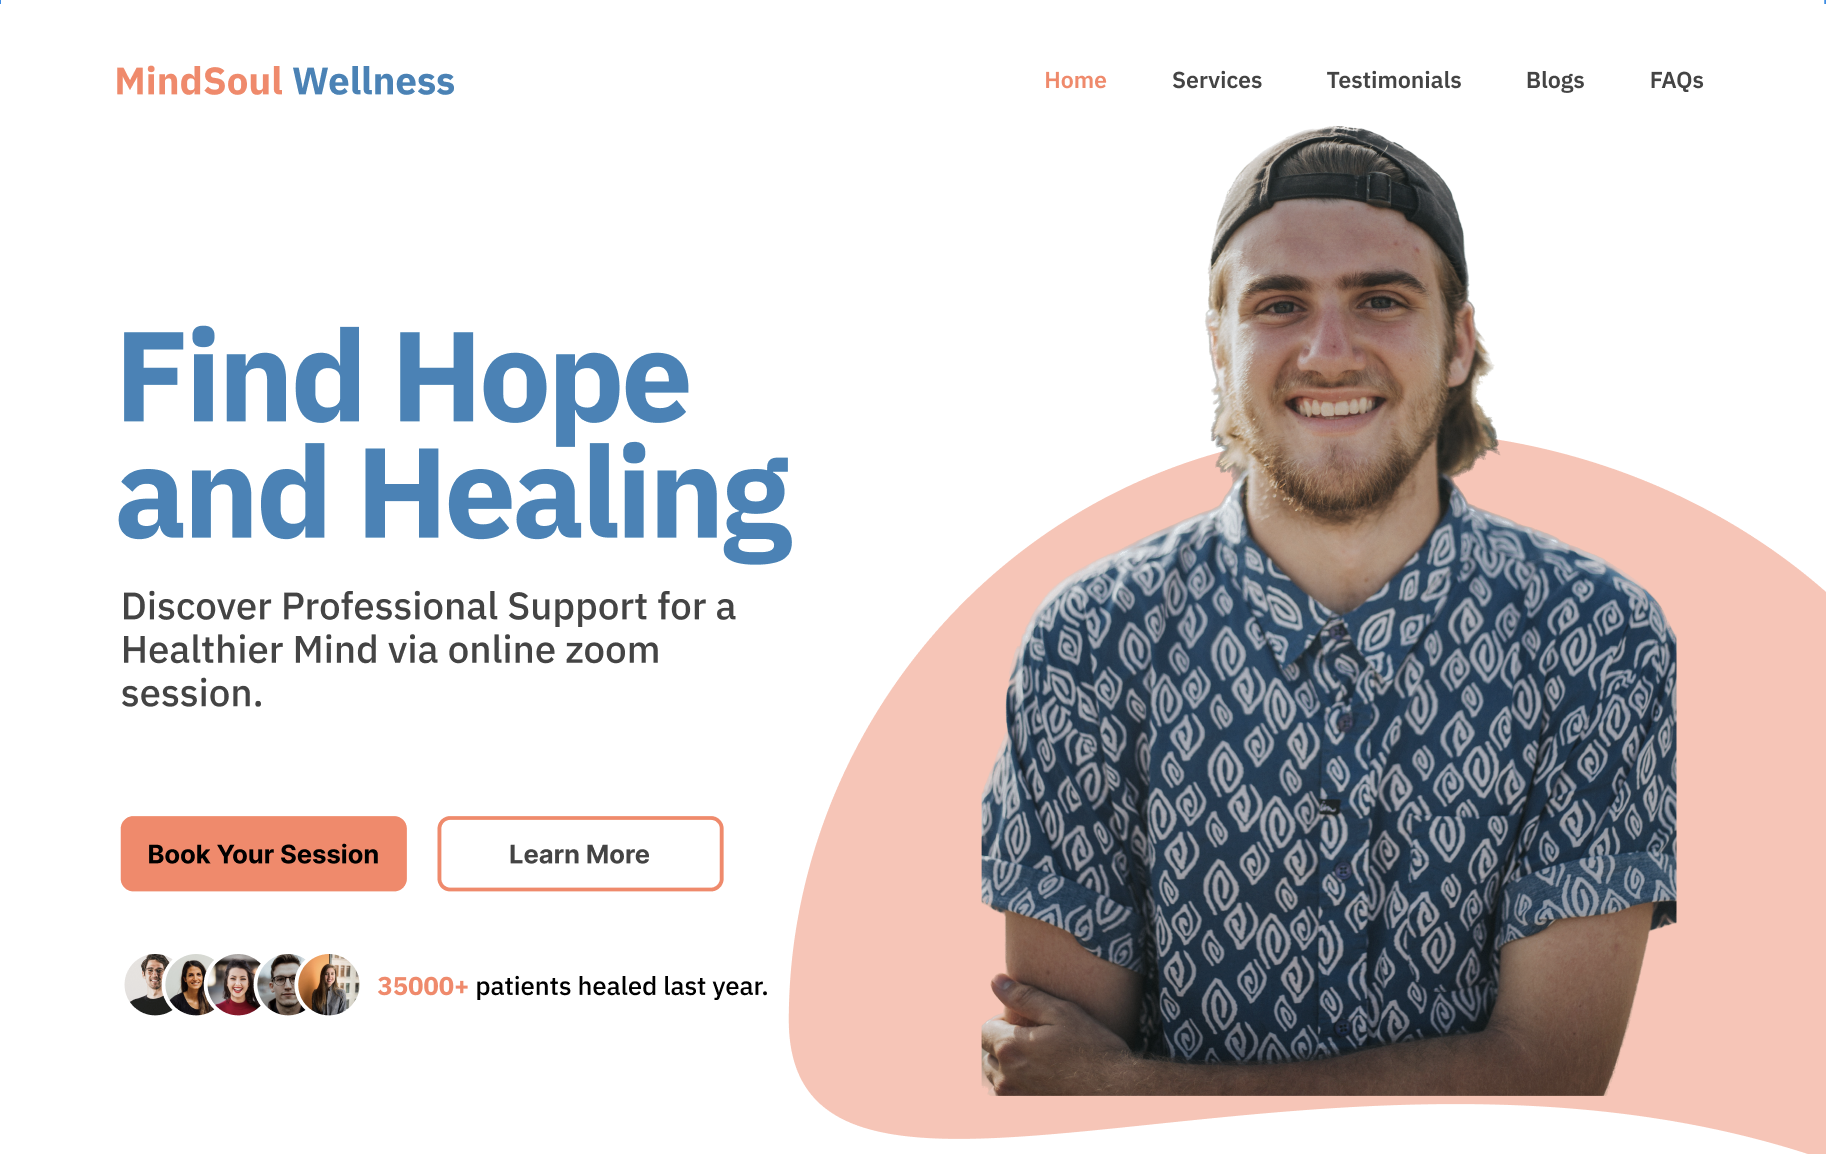 MindSoul Wellness
Home Services Testimonials Blogs FAQs
Find Hope
and Healing
Discover Professional Support for a
Healthier Mind via online zoom
session.
Book Your Session
Learn More
35000+ patients healed last year.